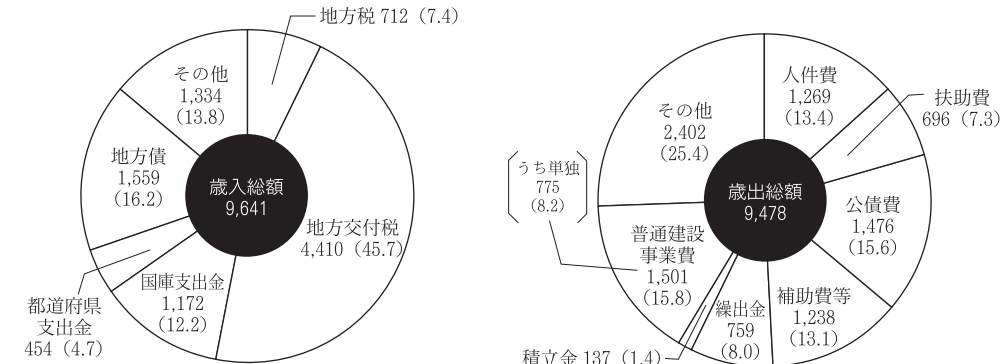 地方税 712（7.4）
その他
1,334
（13.8）
地方債
1,559
（16.2）
歳入総額
9,641
地方交付税
4,410（45.7）
国庫支出金
1,172
（12.2）
都道府県
支出金
454（4.7）
人件費
1,269
（13.4）
扶助費
696（7.3）
その他
2,402
（25.4）
うち単独
775
（8.2）
歳出総額
9,478
公債費
1,476
（15.6）
普通建設
事業費
1,501
（15.8）
補助費等
1,238
（13.1）
繰出金
759
（8.0）
積立金 137（1.4）